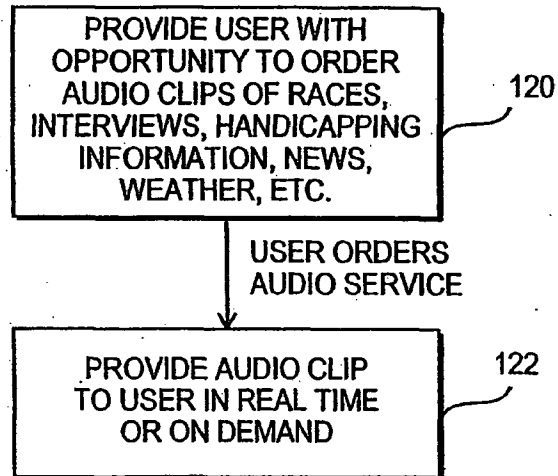 PROVIDE USER WITH
OPPORTUNITY TO ORDER
AUDIO CLIPS OF RACES,
INTERVIEWS, HANDICAPPING
INFORMATION, NEWS,
WEATHER, ETC.
120
USER ORDERS
AUDIO SERVICE
PROVIDE AUDIO CLIP
TO USER IN REAL TIME
OR ON DEMAND
122